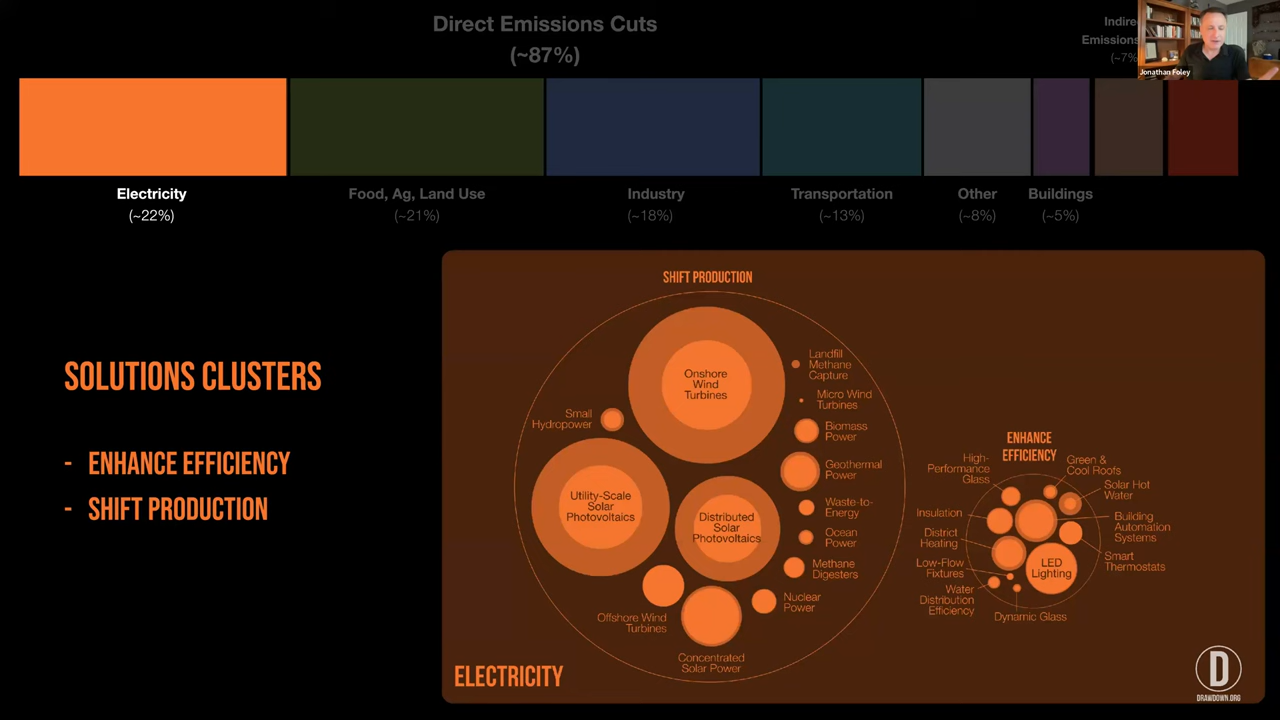 Direct Emissions Cuts
(~87%)
Indire
Emissions
(~7%
Jonathan Foley
Electricity
(~22%)
Food, Ag, Land Use
(~21%)
Industry
(~18%)
Transportation
(~13%)
Other
(~8%)
Buildings
(~5%)
SOLUTIONS CLUSTERS
- ENHANCE EFFICIENCY
- SHIFT PRODUCTION
SHIFT PRODUCTION
Onshore
Wind
Turbines
Landfill
Methane
Capture
Micro Wind
Turbines
Small
Hydropower
Biomass
Power
Geothermal
Power
Utility-Scale
Solar
Photovoltaics
Distributed
Solar
Photovoltaics
Waste-to-
Energy
Ocean
Power
Methane
Digesters
Nuclear
Power
Offshore Wind
Turbines
Concentrated
Solar Power
ENHANCE
EFFICIENCY
High-
Performance
Glass
Green &
Cool Roofs
Solar Hot
Water
Insulation
Building
Automation
Systems
District
Heating
Smart
Thermostats
Low-Flow
Fixtures
LED
Lighting
Water
Distribution
Efficiency
Dynamic Glass
ELECTRICITY
D
DRAWDOWN.ORG